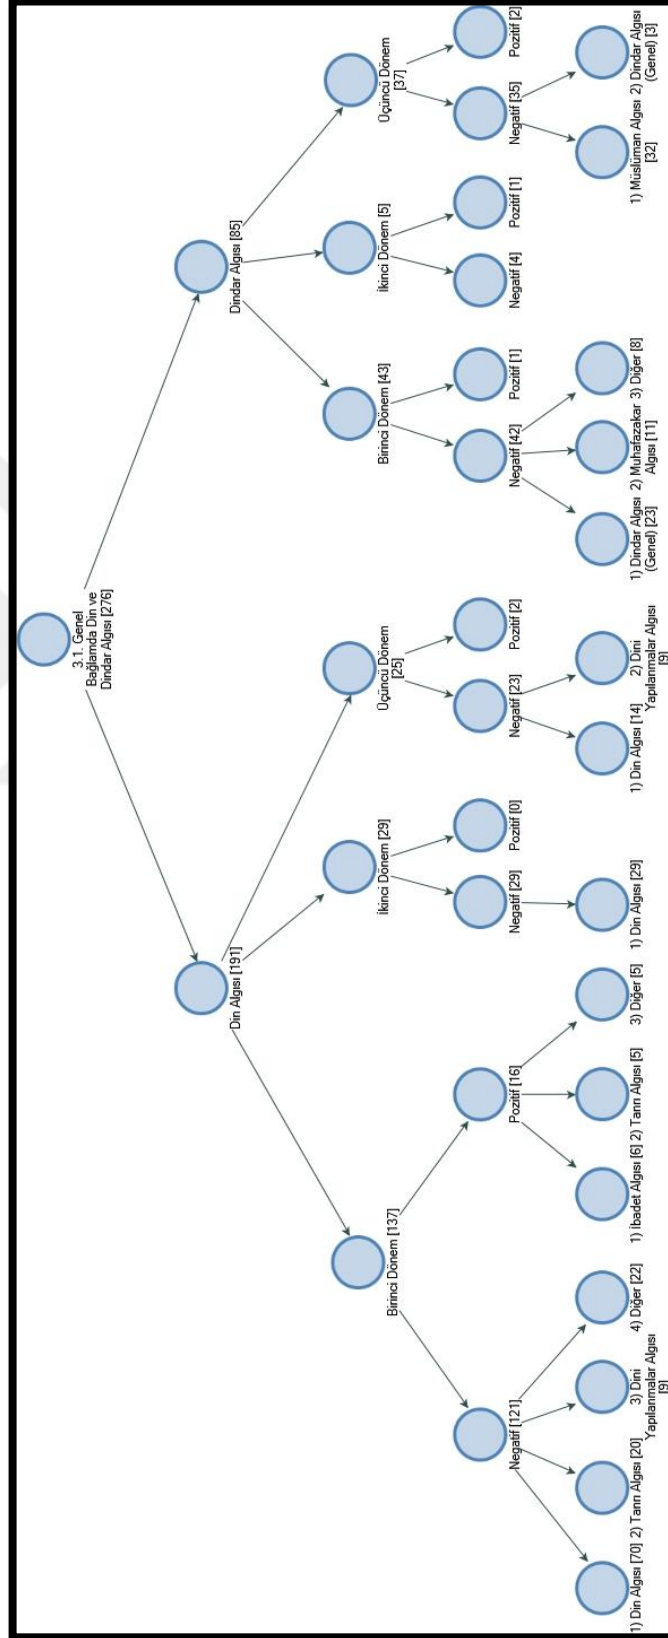 3.1. Genel
Bağlamda Din ve
Dindar Algısı [276]
Din Algısı [191]
Dindar Algısı [85]
Birinci Dönem [137]
İkinci Dönem [29]
Üçüncü Dönem
[25]
Birinci Dönem [43]
İkinci Dönem [5]
Üçüncü Dönem
[37]
Negatif [121]
Pozitif [16]
Negatif [29]
Pozitif [0]
Negatif [23]
Pozitif [2]
Negatif [42]
Pozitif [1]
Negatif [4]
Pozitif [1]
Negatif [35]
Pozitif [2]
1) Din Algısı [70]
2) Tanrı Algısı [20]
3) Dini
Yapılanmalar Algısı
[9]
4) Diğer [22]
1) İbadet Algısı [6]
2) Tanrı Algısı [5]
3) Diğer [5]
1) Din Algısı [29]
1) Din Algısı [14]
2) Dini
Yapılanmalar Algısı
[9]
1) Dindar Algısı
(Genel) [23]
2) Muhafazakar
Algısı [11]
3) Diğer [8]
1) Müslüman Algısı
[32]
2) Dindar Algısı
(Genel) [3]